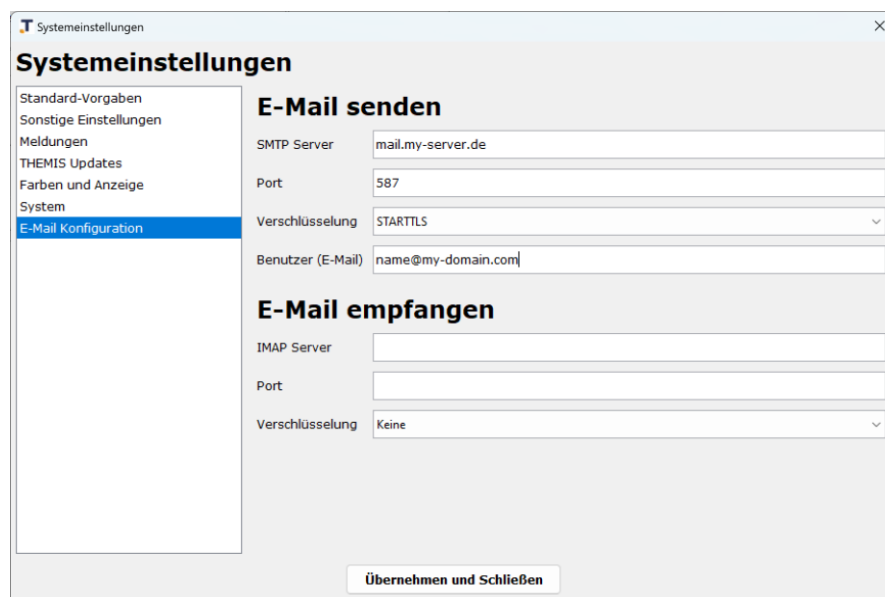 Systemeinstellungen
Systemeinstellungen
Standard-Vorgaben
Sonstige Einstellungen
Meldungen
THEMIS Updates
Farben und Anzeige
System
E-Mail Konfiguration
E-Mail senden
SMTP Server
mail.my-server.de
Port
587
Verschlüsselung
STARTTLS
Benutzer (E-Mail)
name@my-domain.com
E-Mail empfangen
IMAP Server
Port
Verschlüsselung
Keine
Übernehmen und Schließen